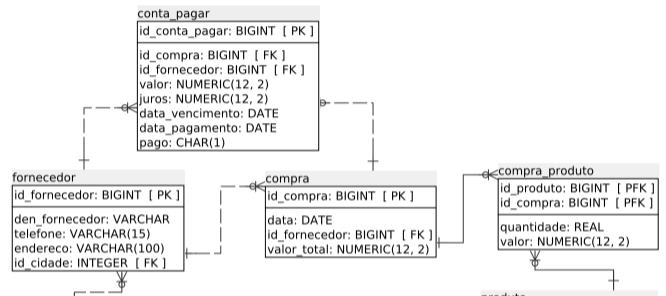 conta_pagar
id_conta_pagar: BIGINT [ PK ]
id_compra: BIGINT [ FK ]
id_fornecedor: BIGINT [ FK ]
valor: NUMERIC(12, 2)
juros: NUMERIC(12, 2)
data_vencimento: DATE
data_pagamento: DATE
pago: CHAR(1)
fornecedor
id_fornecedor: BIGINT [ PK ]
den_fornecedor: VARCHAR
telefone: VARCHAR(15)
endereco: VARCHAR(100)
id_cidade: INTEGER [ FK ]
compra
id_compra: BIGINT [ PK ]
data: DATE
id_fornecedor: BIGINT [ FK ]
valor_total: NUMERIC(12, 2)
compra_produto
id_produto: BIGINT [ PFK ]
id_compra: BIGINT [ PFK ]
quantidade: REAL
valor: NUMERIC(12, 2)